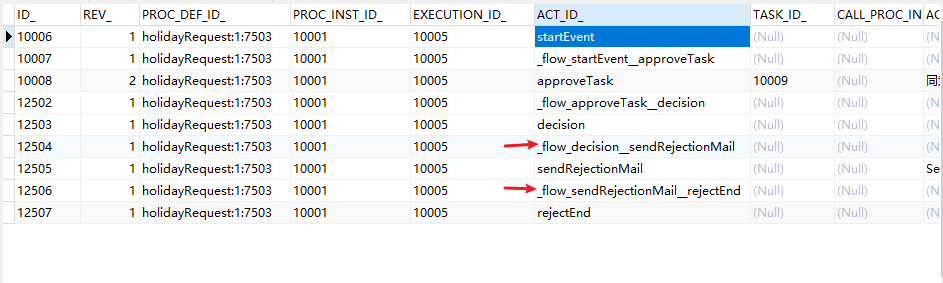 ID_ REV_ PROC_DEF_ID_ PROC_INST_ID_ EXECUTION_ID_ ACT_ID_ TASK_ID_ CALL_PROC_IN AC
10006 1 holidayRequest:1:7503 10001 10005 startEvent (Null) (Null) (N
10007 1 holidayRequest:1:7503 10001 10005 _flow_startEvent__approveTask (Null) (Null) (N
10008 2 holidayRequest:1:7503 10001 10005 approveTask 10009 (Null) 同
12502 1 holidayRequest:1:7503 10001 10005 _flow_approveTask__decision (Null) (Null) (N
12503 1 holidayRequest:1:7503 10001 10005 decision (Null) (Null) (N
12504 1 holidayRequest:1:7503 10001 10005 _flow_decision__sendRejectionMail (Null) (Null) (N
12505 1 holidayRequest:1:7503 10001 10005 sendRejectionMail (Null) (Null) Se
12506 1 holidayRequest:1:7503 10001 10005 _flow_sendRejectionMail__rejectEnd (Null) (Null) (N
12507 1 holidayRequest:1:7503 10001 10005 rejectEnd (Null) (Null) (N